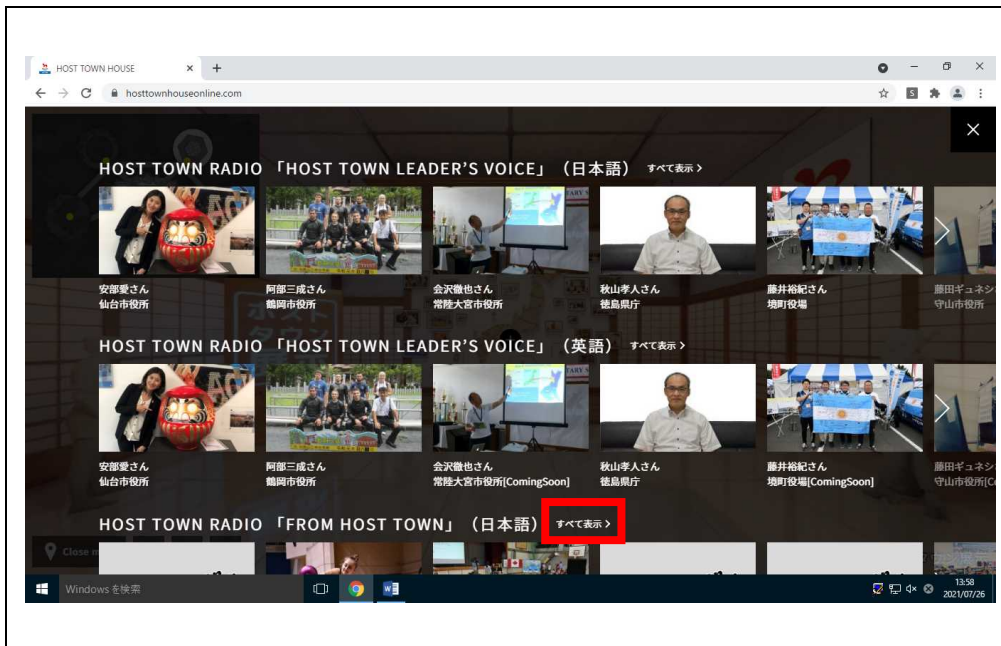 HOST TOWN HOUSE
hosttownhouseonline.com
HOST TOWN RADIO 「HOST TOWN LEADER'S VOICE」（日本語） すべて表示 >
安部愛さん
仙台市役所
阿部三成さん
鶴岡市役所
会沢徹也さん
常陸大宮市役所
秋山孝人さん
徳島県庁
藤井裕紀さん
境町役場
藤田ギュネシ
守山市役所
HOST TOWN RADIO 「HOST TOWN LEADER'S VOICE」（英語） すべて表示 >
安部愛さん
仙台市役所
阿部三成さん
鶴岡市役所
会沢徹也さん
常陸大宮市役所[ComingSoon]
秋山孝人さん
徳島県庁
藤井裕紀さん
境町役場[ComingSoon]
藤田ギュネシ
守山市役所[Co
HOST TOWN RADIO 「FROM HOST TOWN」（日本語） すべて表示 >
Close m
Windows を検索
13:58
2021/07/26